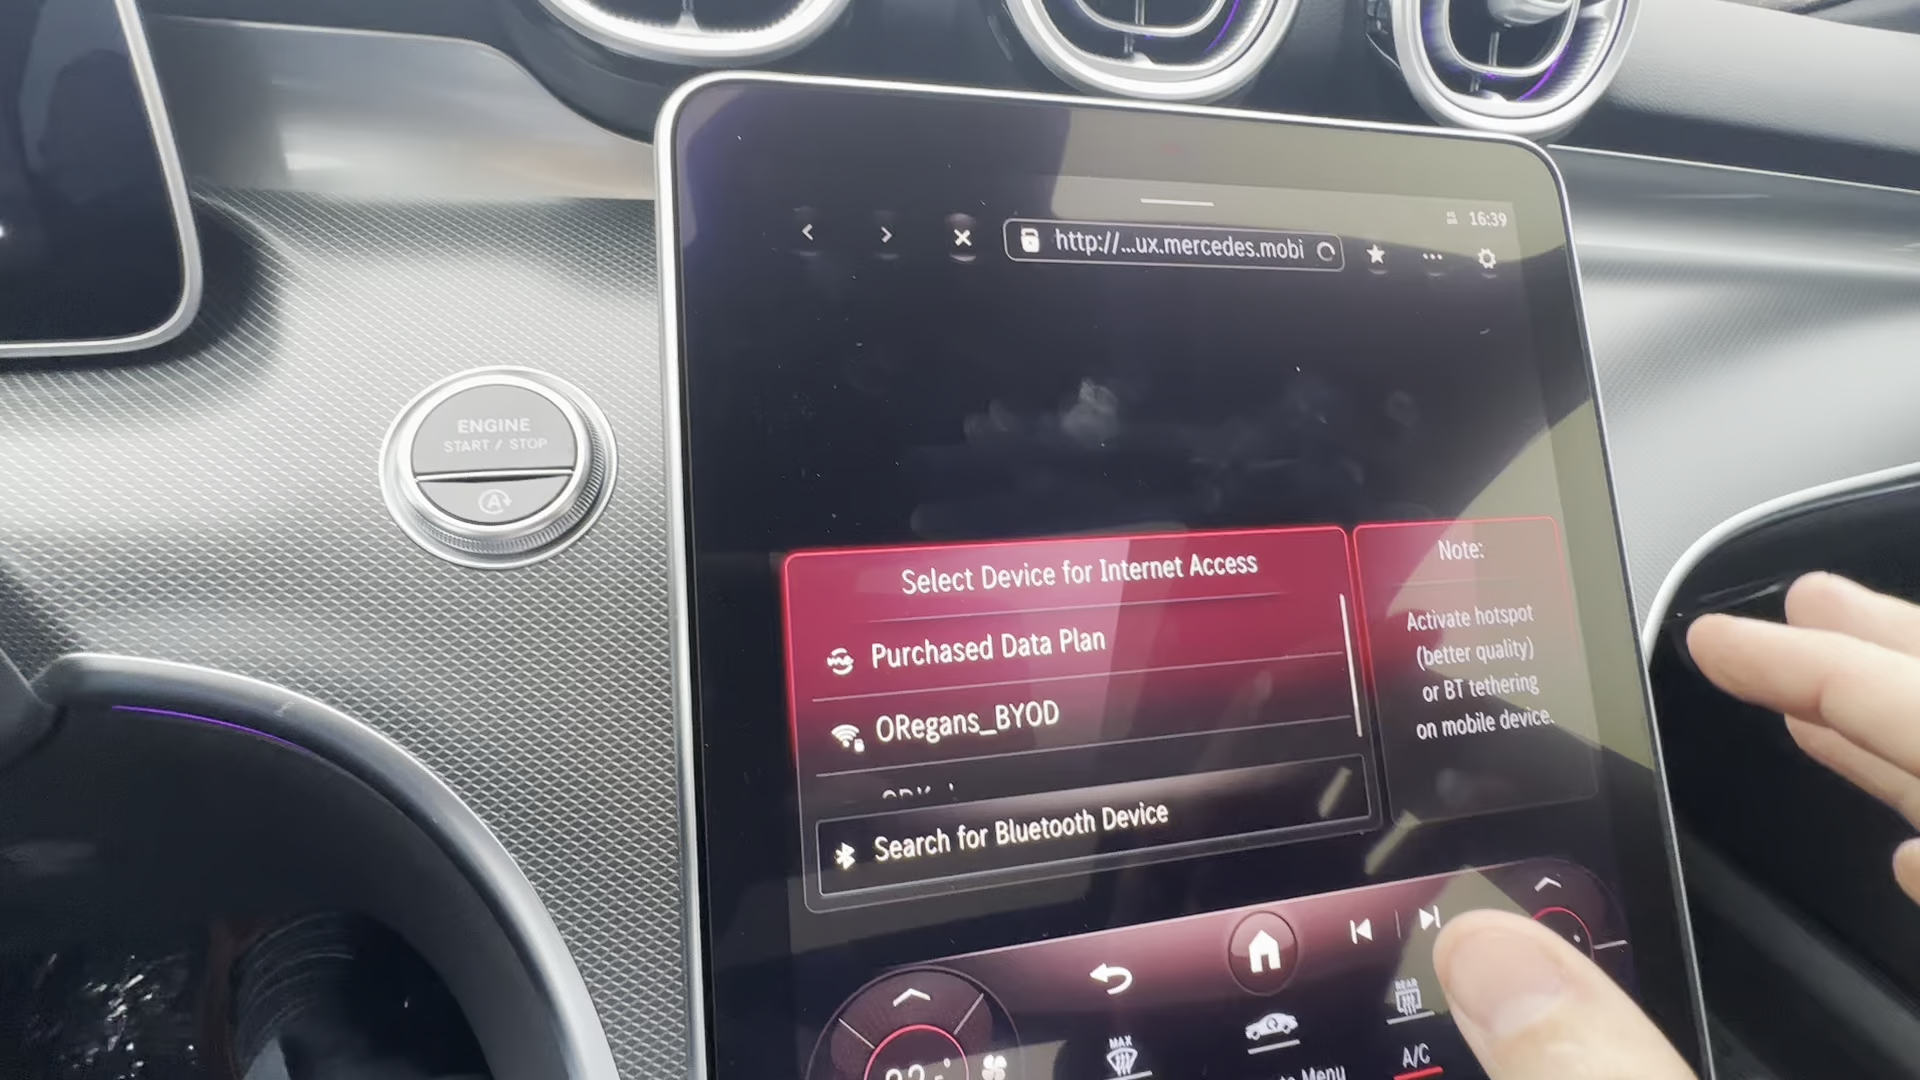 16:39
http://...ux.mercedes.mobi
ENGINE
START / STOP
A
Select Device for Internet Access
Purchased Data Plan
ORegans_BYOD
Search for Bluetooth Device
Note:
Activate hotspot
(better quality)
or BT tethering
on mobile device.
MAX
REAR
A/C
Menu